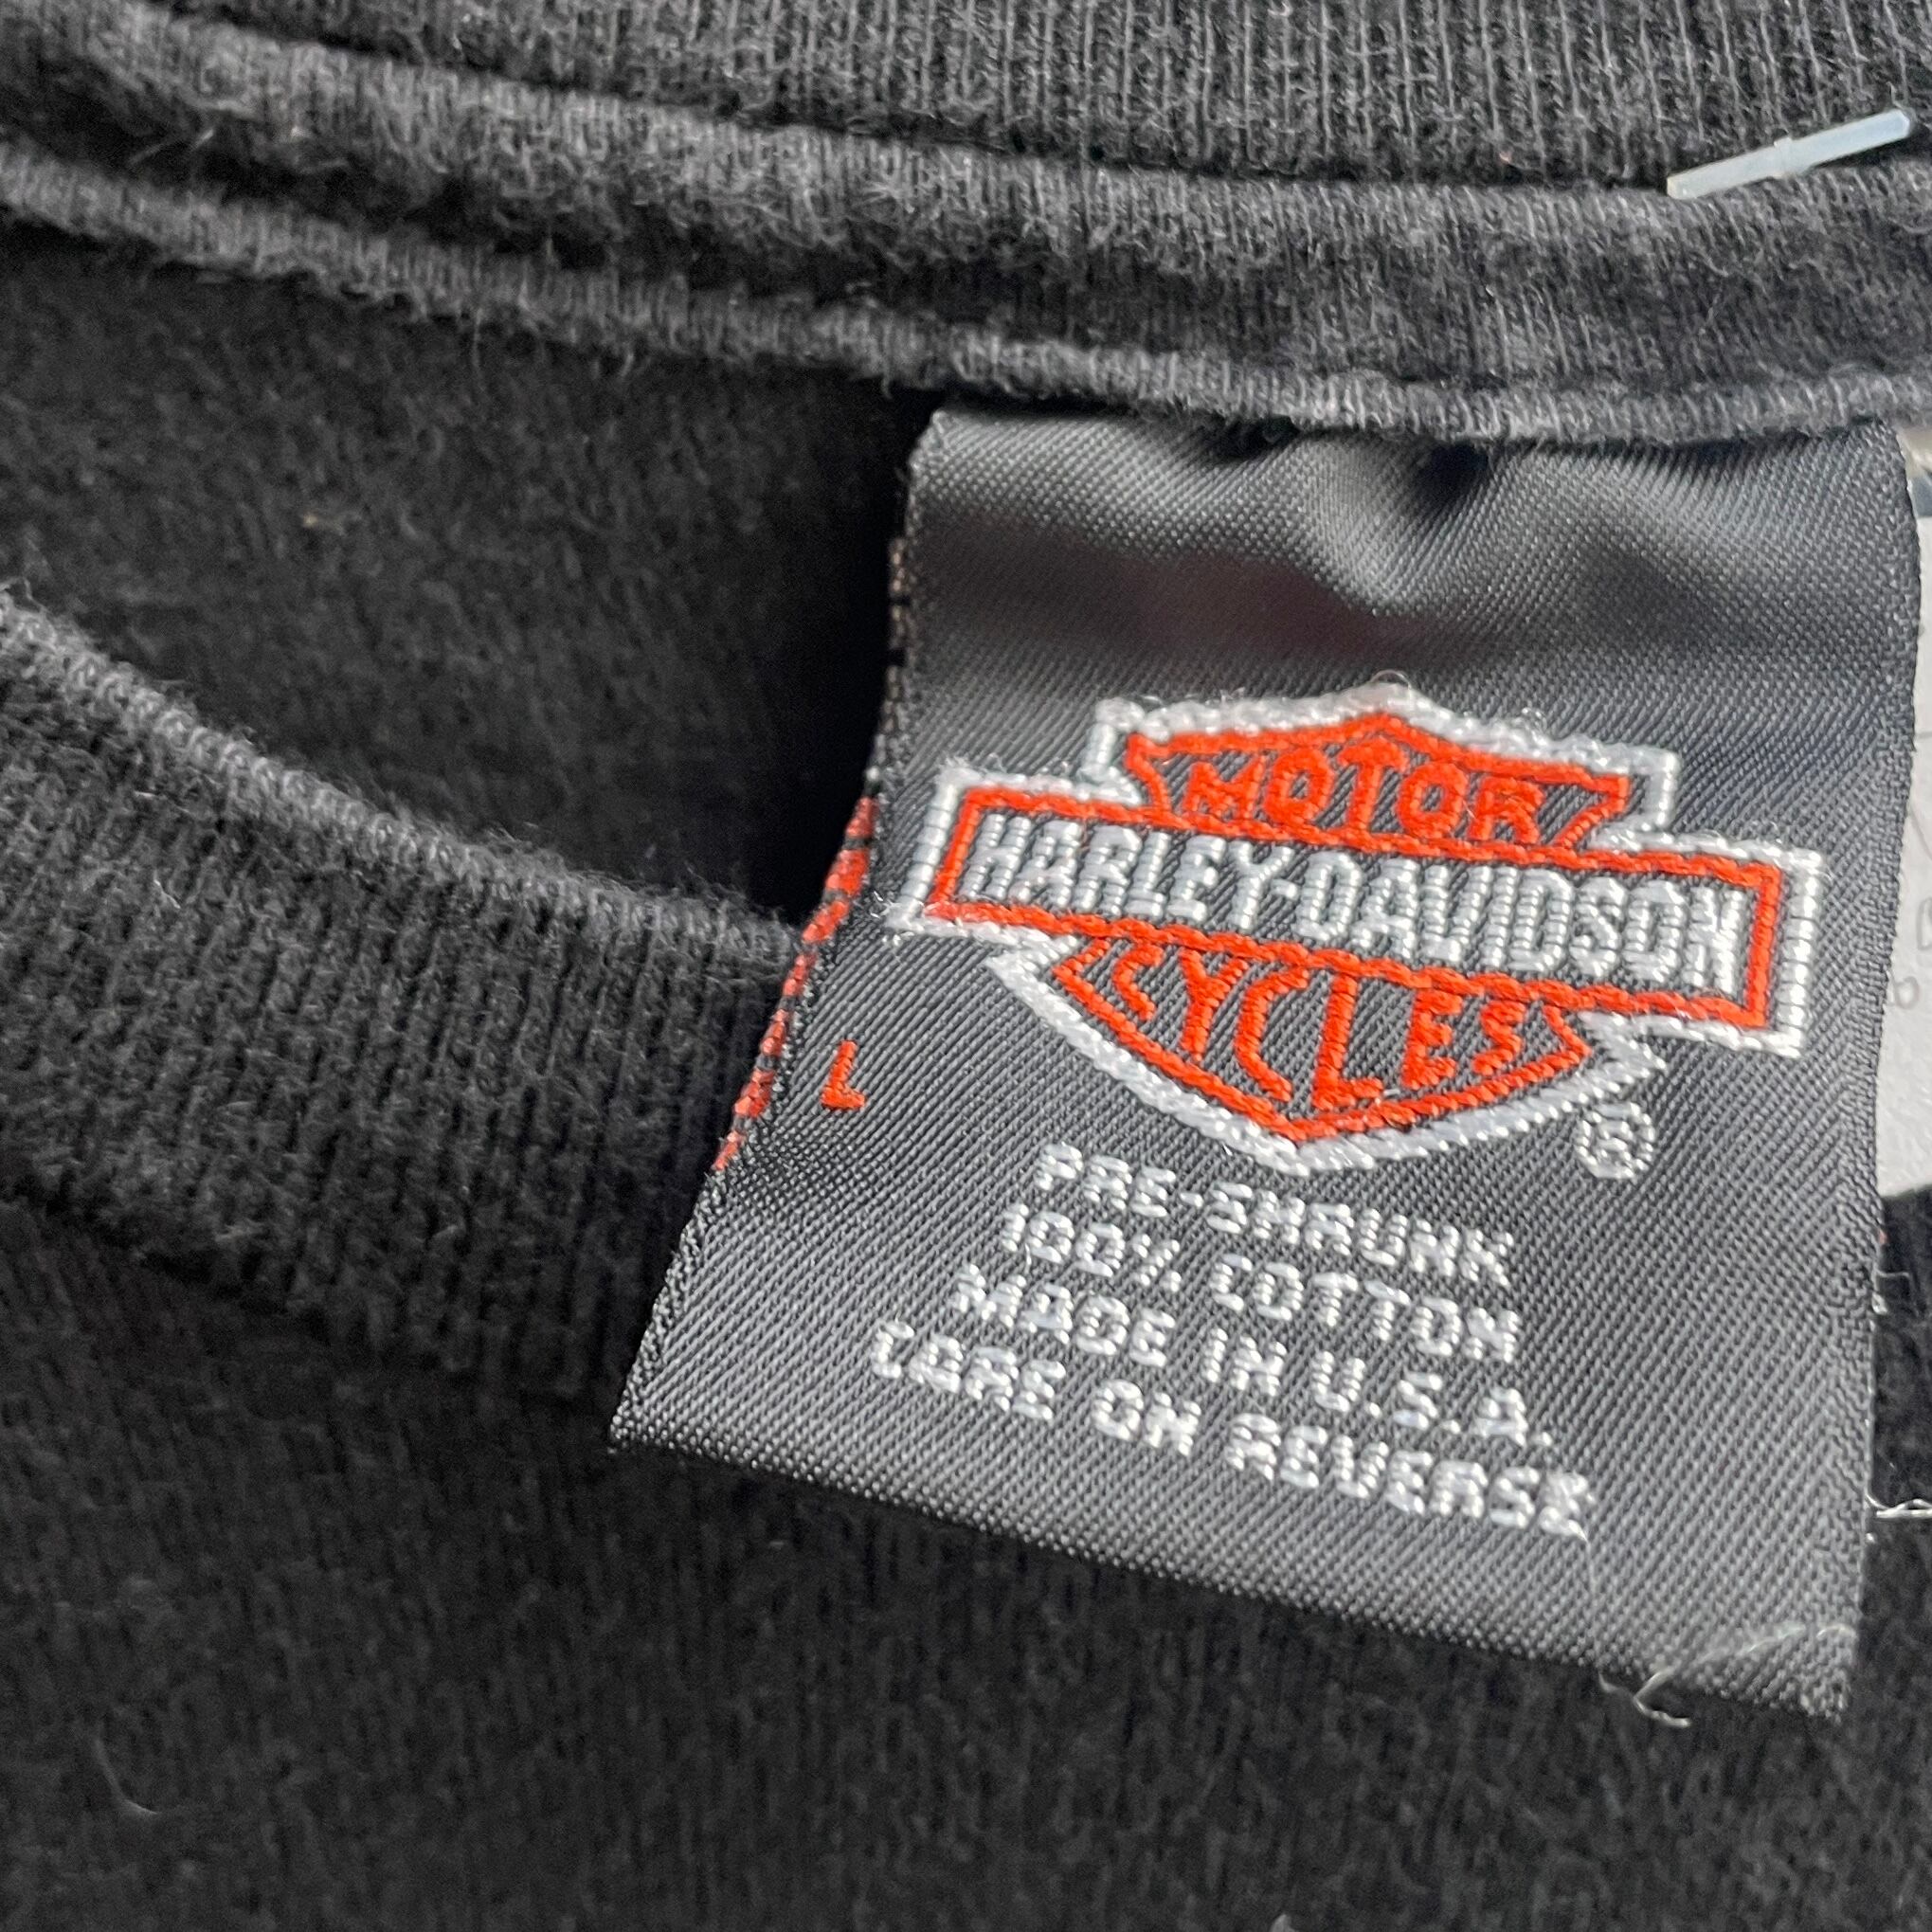 MOTOR
HARLEY-DAVIDSON
CYCLES
®
L
PRE-SHRUNK
100% COTTON
MADE IN U.S.A.
CARE ON REVERSE